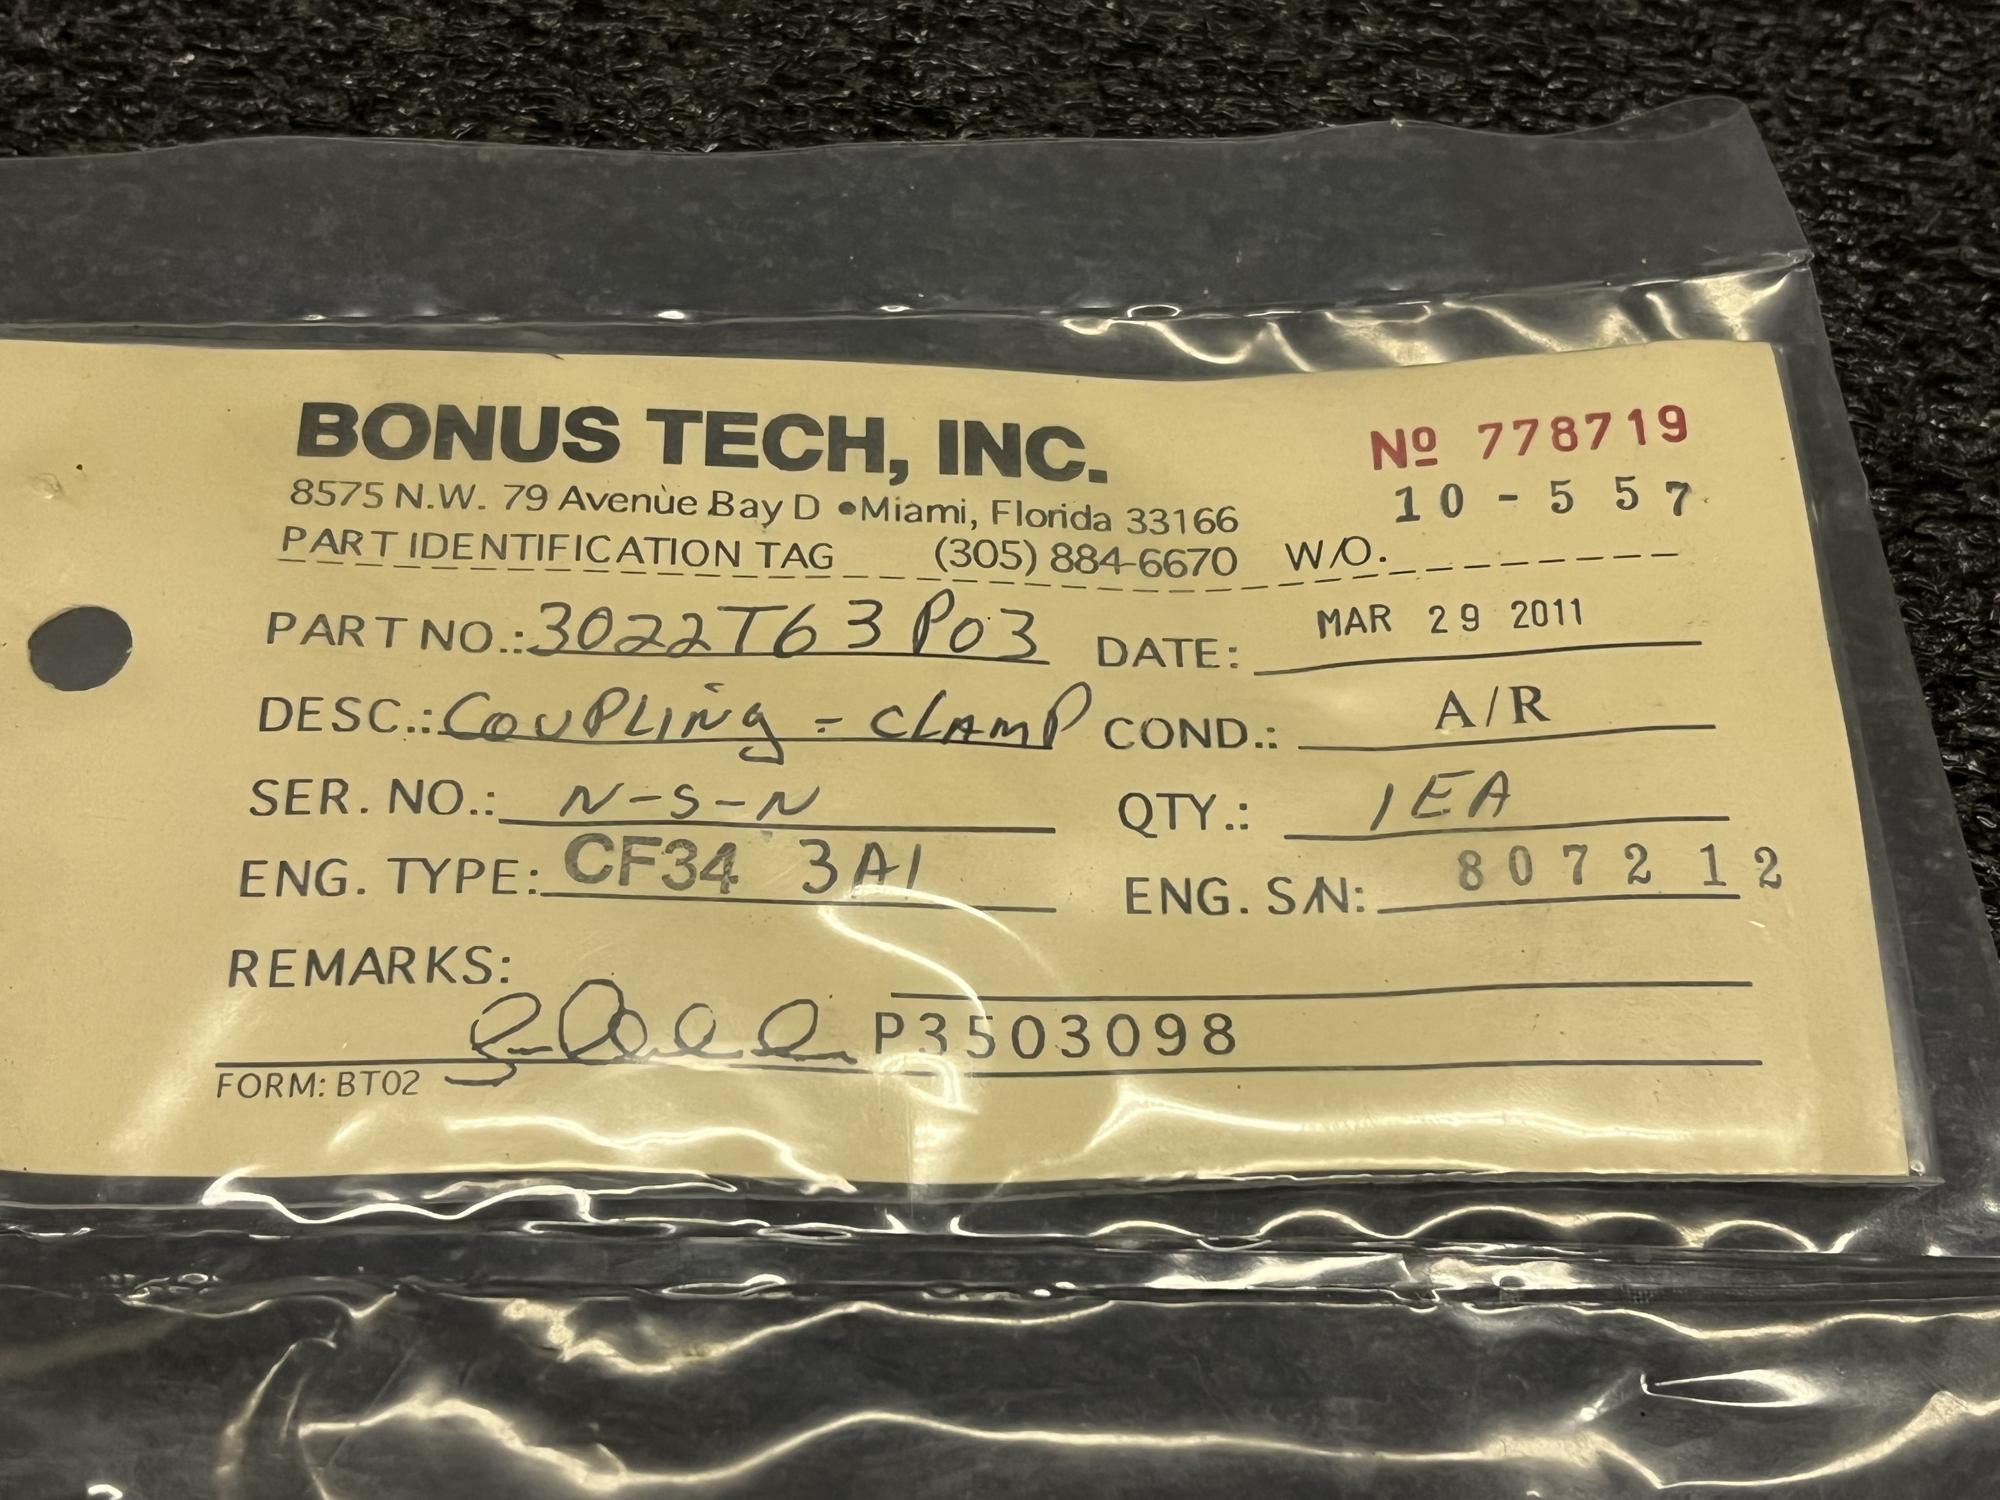 BONUS TECH, INC.
Nº 778719
8575 N.W. 79 Avenue Bay D • Miami, Florida 33166
10-557
PART IDENTIFICATION TAG (305) 884-6670 W/O.
PART NO.: 3022T63P03 DATE: MAR 29 2011
DESC.: COUPLiNg - CLAMP COND.: A/R
SER. NO.: N-S-N QTY.: 1EA
ENG. TYPE: CF34 3A1 ENG. S/N: 807212
REMARKS:
P3503098
FORM: BT02